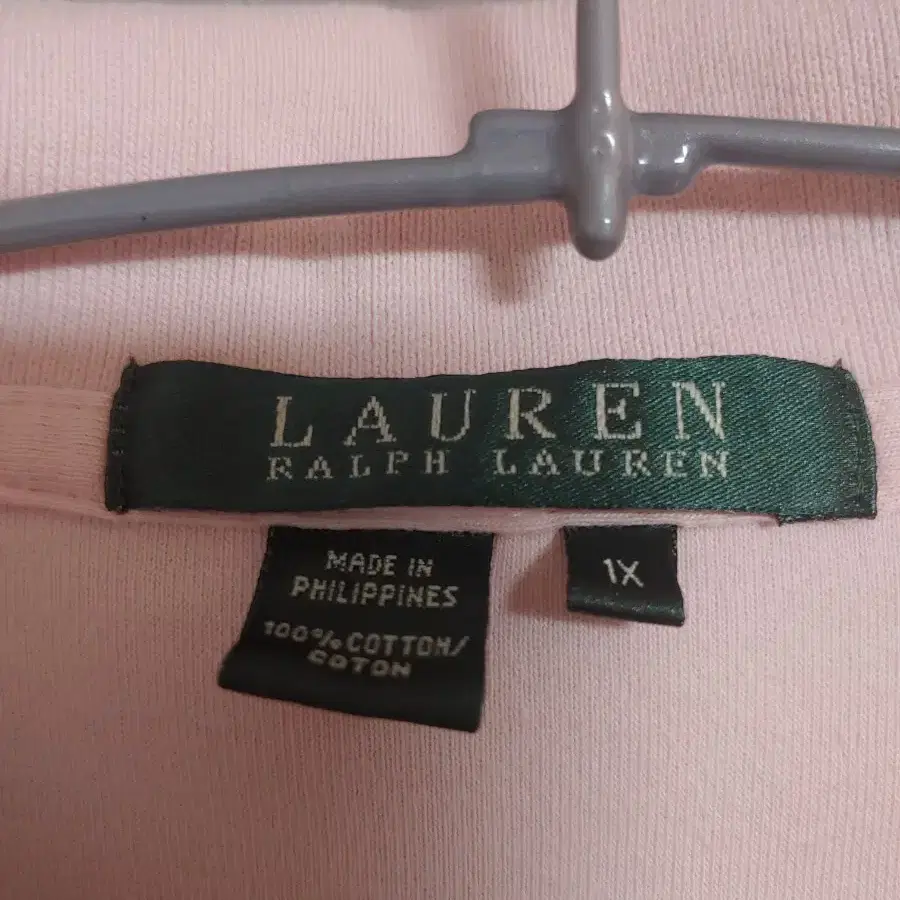 LAUREN
RALPH LAUREN
MADE IN
PHILIPPINES
100% COTTON/
COTON
1X